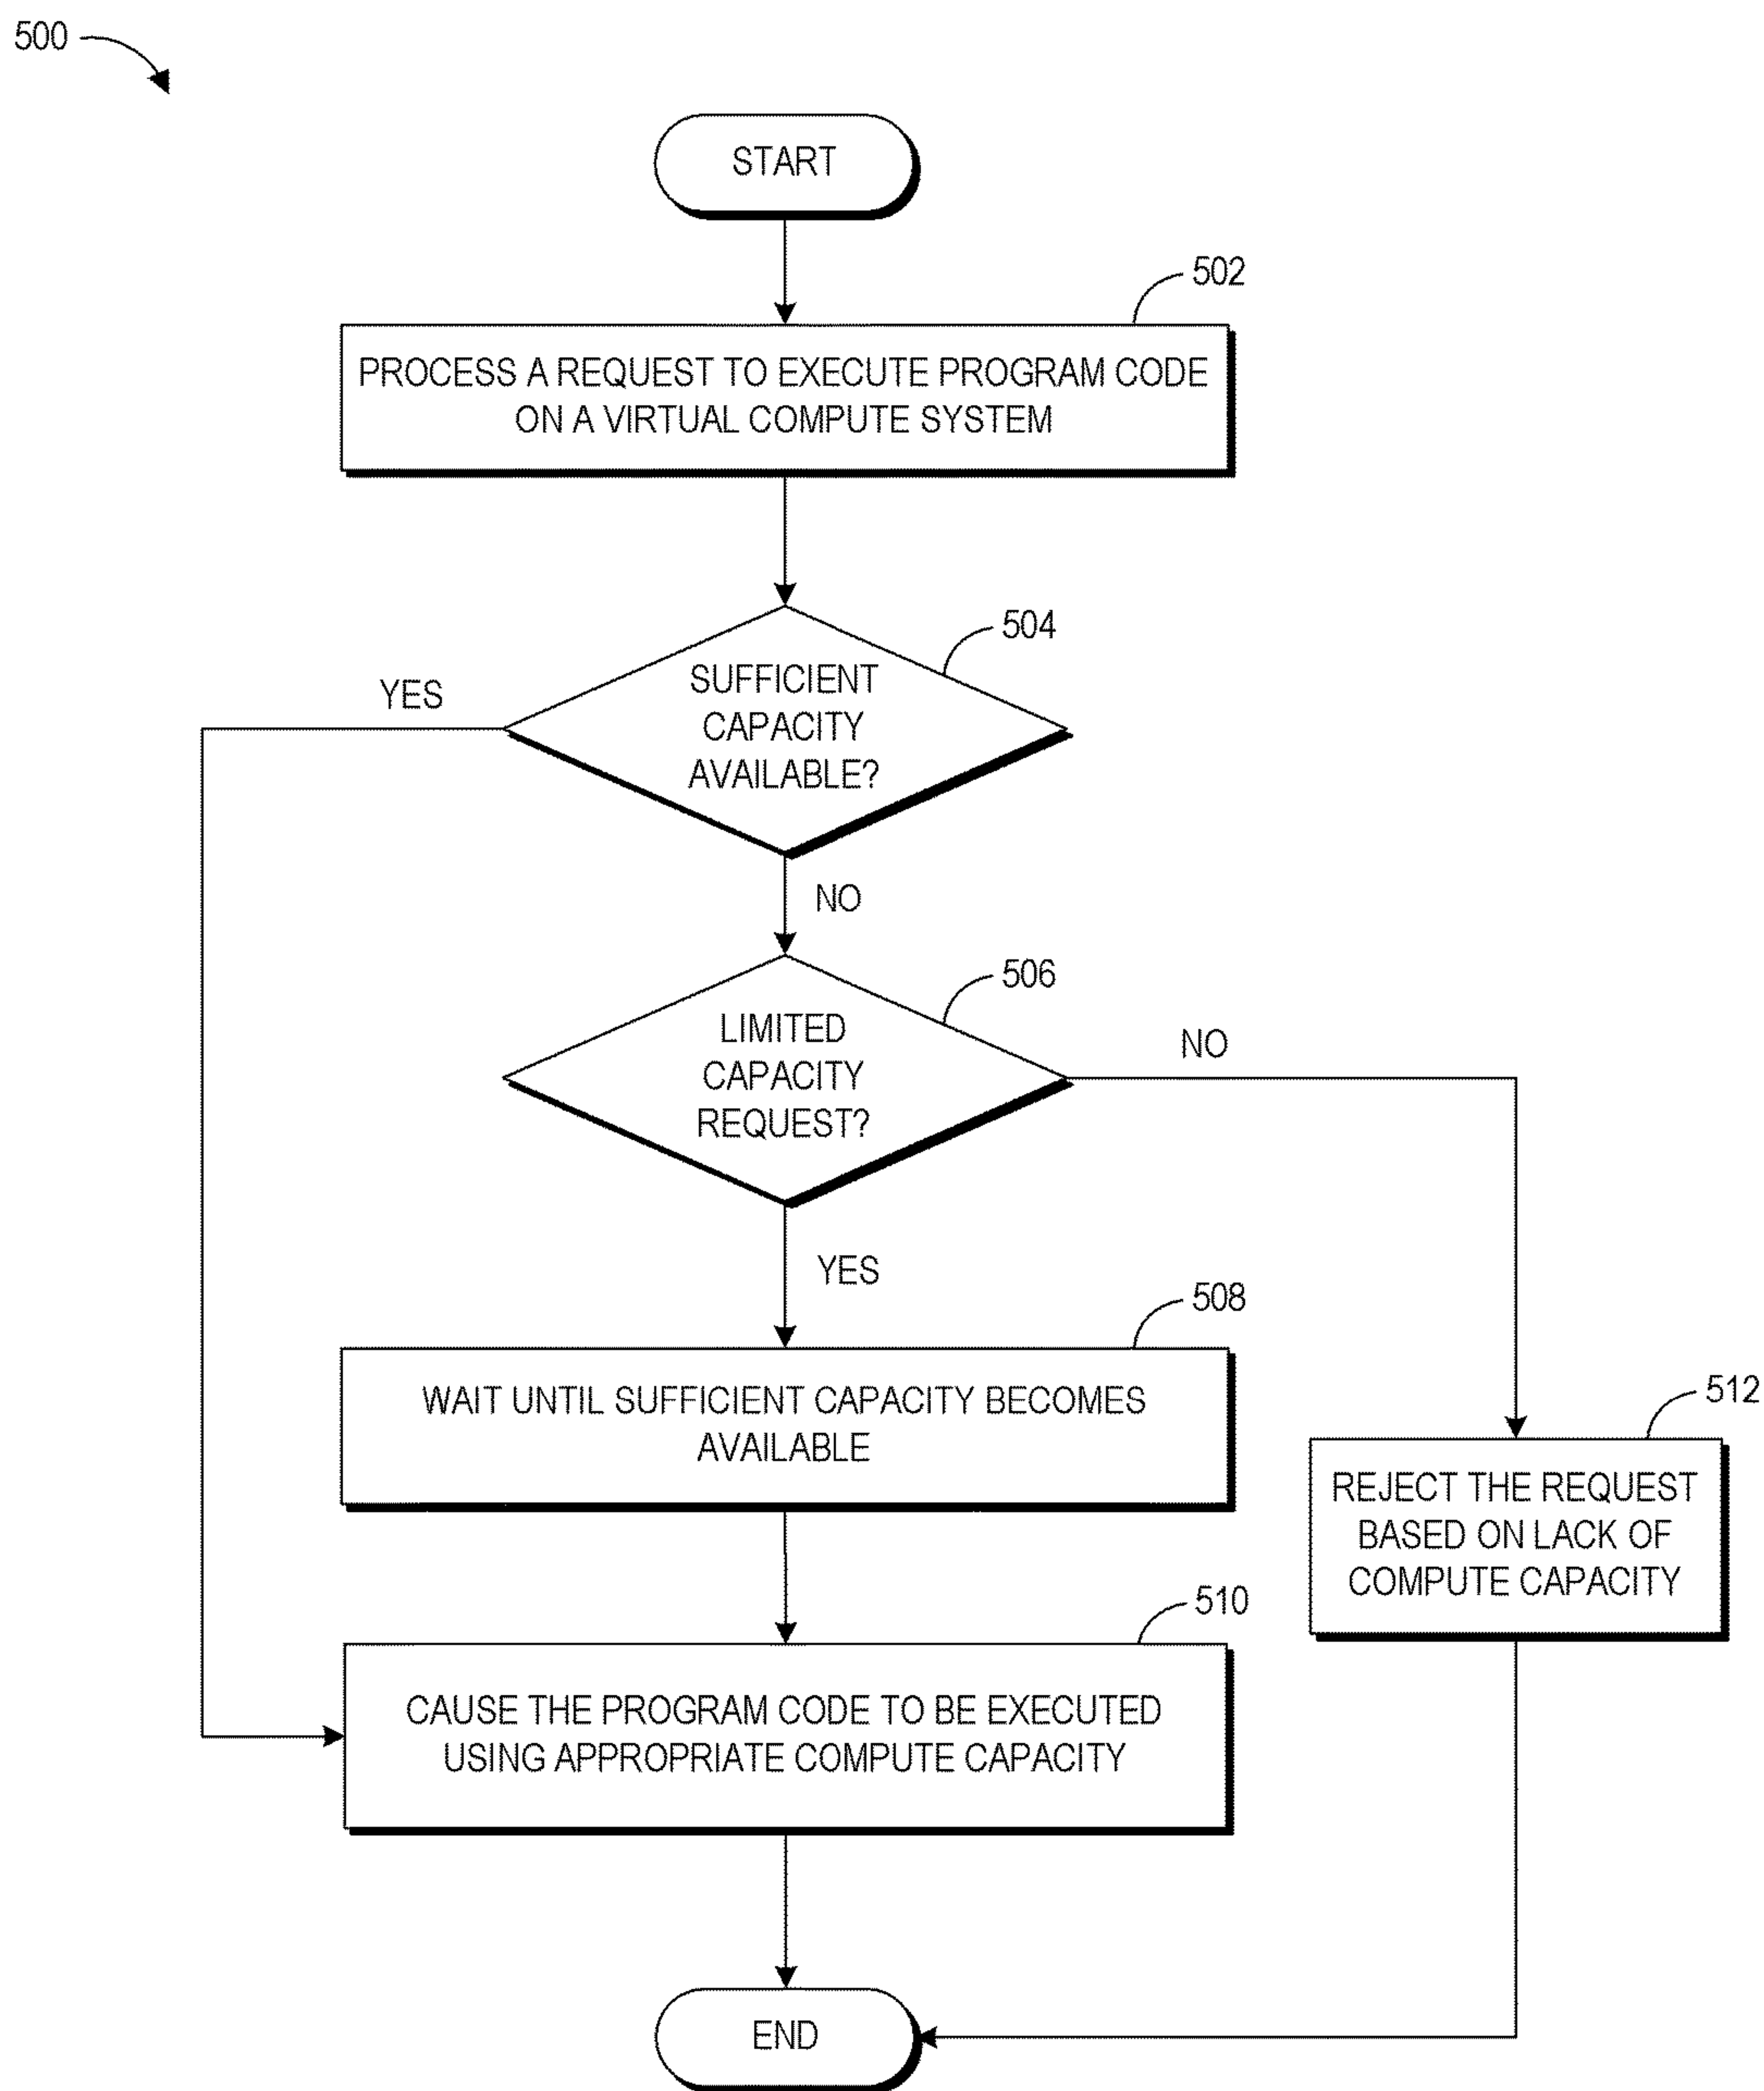 500
START
502
PROCESS A REQUEST TO EXECUTE PROGRAM CODE
ON A VIRTUAL COMPUTE SYSTEM
504
SUFFICIENT
CAPACITY
AVAILABLE?
YES
NO
506
LIMITED
CAPACITY
REQUEST?
NO
YES
508
WAIT UNTIL SUFFICIENT CAPACITY BECOMES
AVAILABLE
512
REJECT THE REQUEST
BASED ON LACK OF
COMPUTE CAPACITY
510
CAUSE THE PROGRAM CODE TO BE EXECUTED
USING APPROPRIATE COMPUTE CAPACITY
END